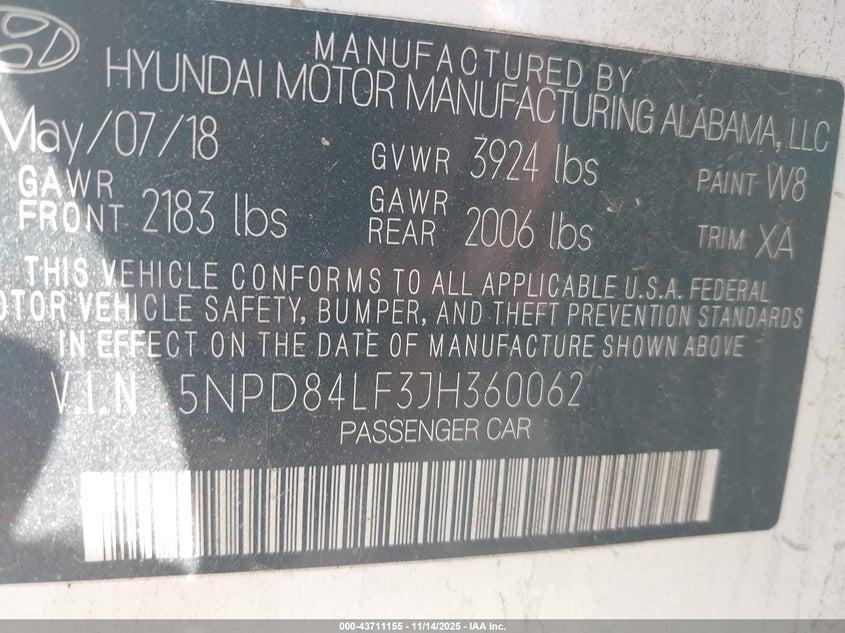 MANUFACTURED BY
HYUNDAI MOTOR MANUFACTURING ALABAMA, LLC
May/07/18 GVWR 3924 lbs PAINT W8
GAWR FRONT 2183 lbs GAWR REAR 2006 lbs TRIM XA
THIS VEHICLE CONFORMS TO ALL APPLICABLE U.S.A. FEDERAL
OTOR VEHICLE SAFETY, BUMPER, AND THEFT PREVENTION STANDARDS
IN EFFECT ON THE DATE OF MANUFACTURE SHOWN ABOVE
V.I.N 5NPD84LF3JH360062
PASSENGER CAR
000-43711155 - 11/14/2025 - IAA Inc.